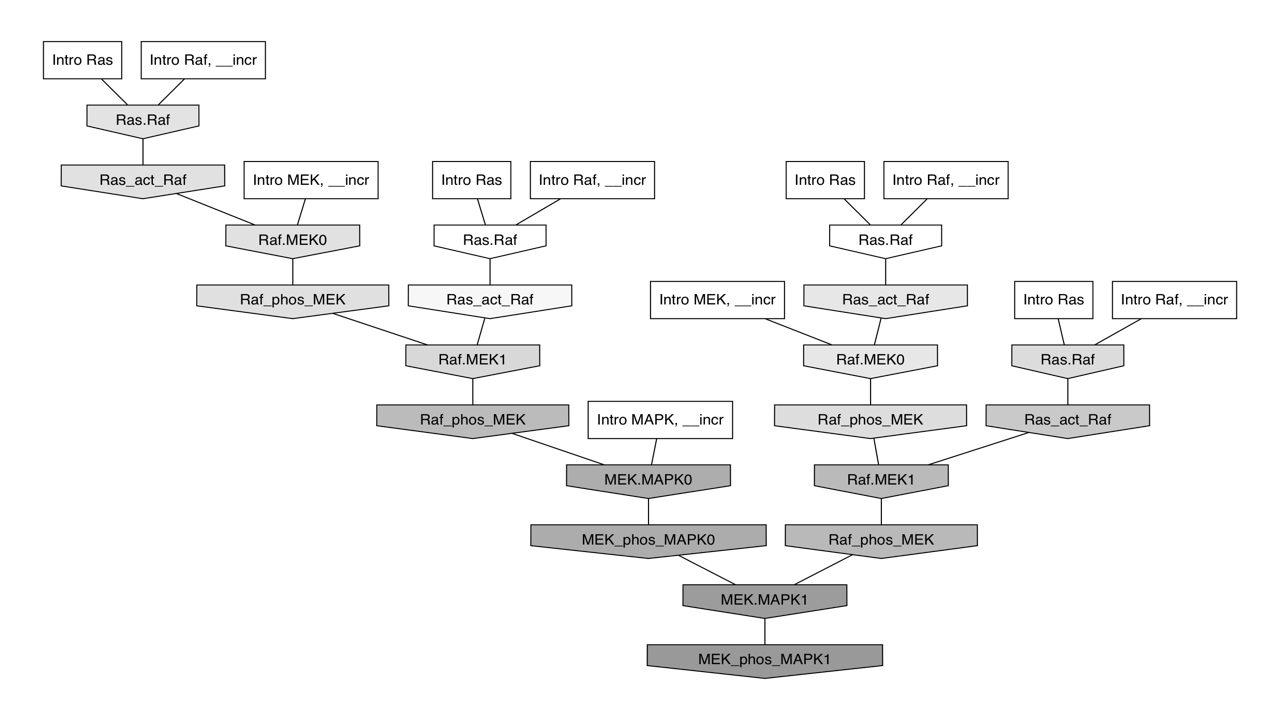 Intro Ras
Intro Raf, __incr
Ras.Raf
Ras_act_Raf
Intro MEK, __incr
Intro Ras
Intro Raf, __incr
Intro Ras
Intro Raf, __incr
Raf.MEK0
Ras.Raf
Ras.Raf
Raf_phos_MEK
Ras_act_Raf
Intro MEK, __incr
Ras_act_Raf
Intro Ras
Intro Raf, __incr
Raf.MEK1
Raf.MEK0
Ras.Raf
Raf_phos_MEK
Intro MAPK, __incr
Raf_phos_MEK
Ras_act_Raf
MEK.MAPK0
Raf.MEK1
MEK_phos_MAPK0
Raf_phos_MEK
MEK.MAPK1
MEK_phos_MAPK1